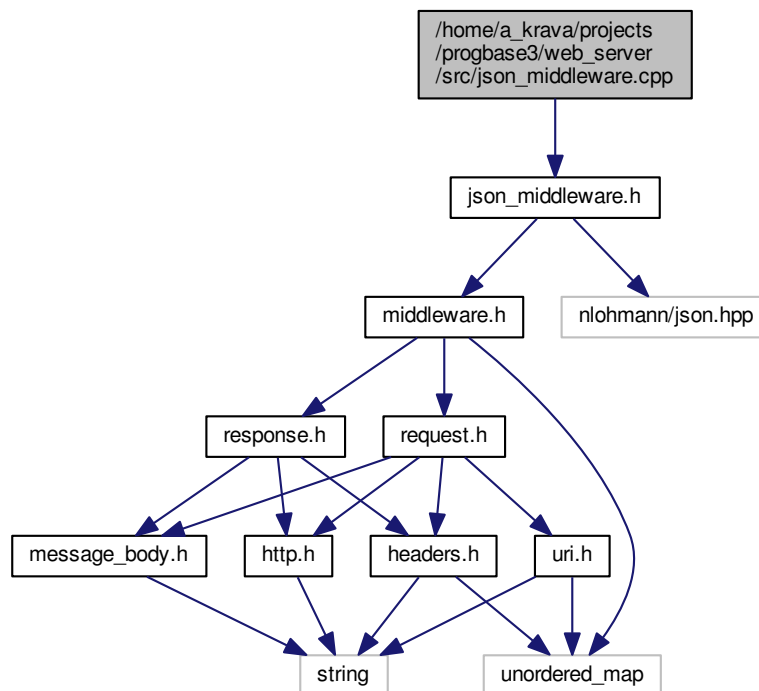 /home/a_krava/projects
/progbase3/web_server
/src/json_middleware.cpp
json_middleware.h
middleware.h
nlohmann/json.hpp
response.h
request.h
message_body.h
http.h
headers.h
uri.h
string
unordered_map